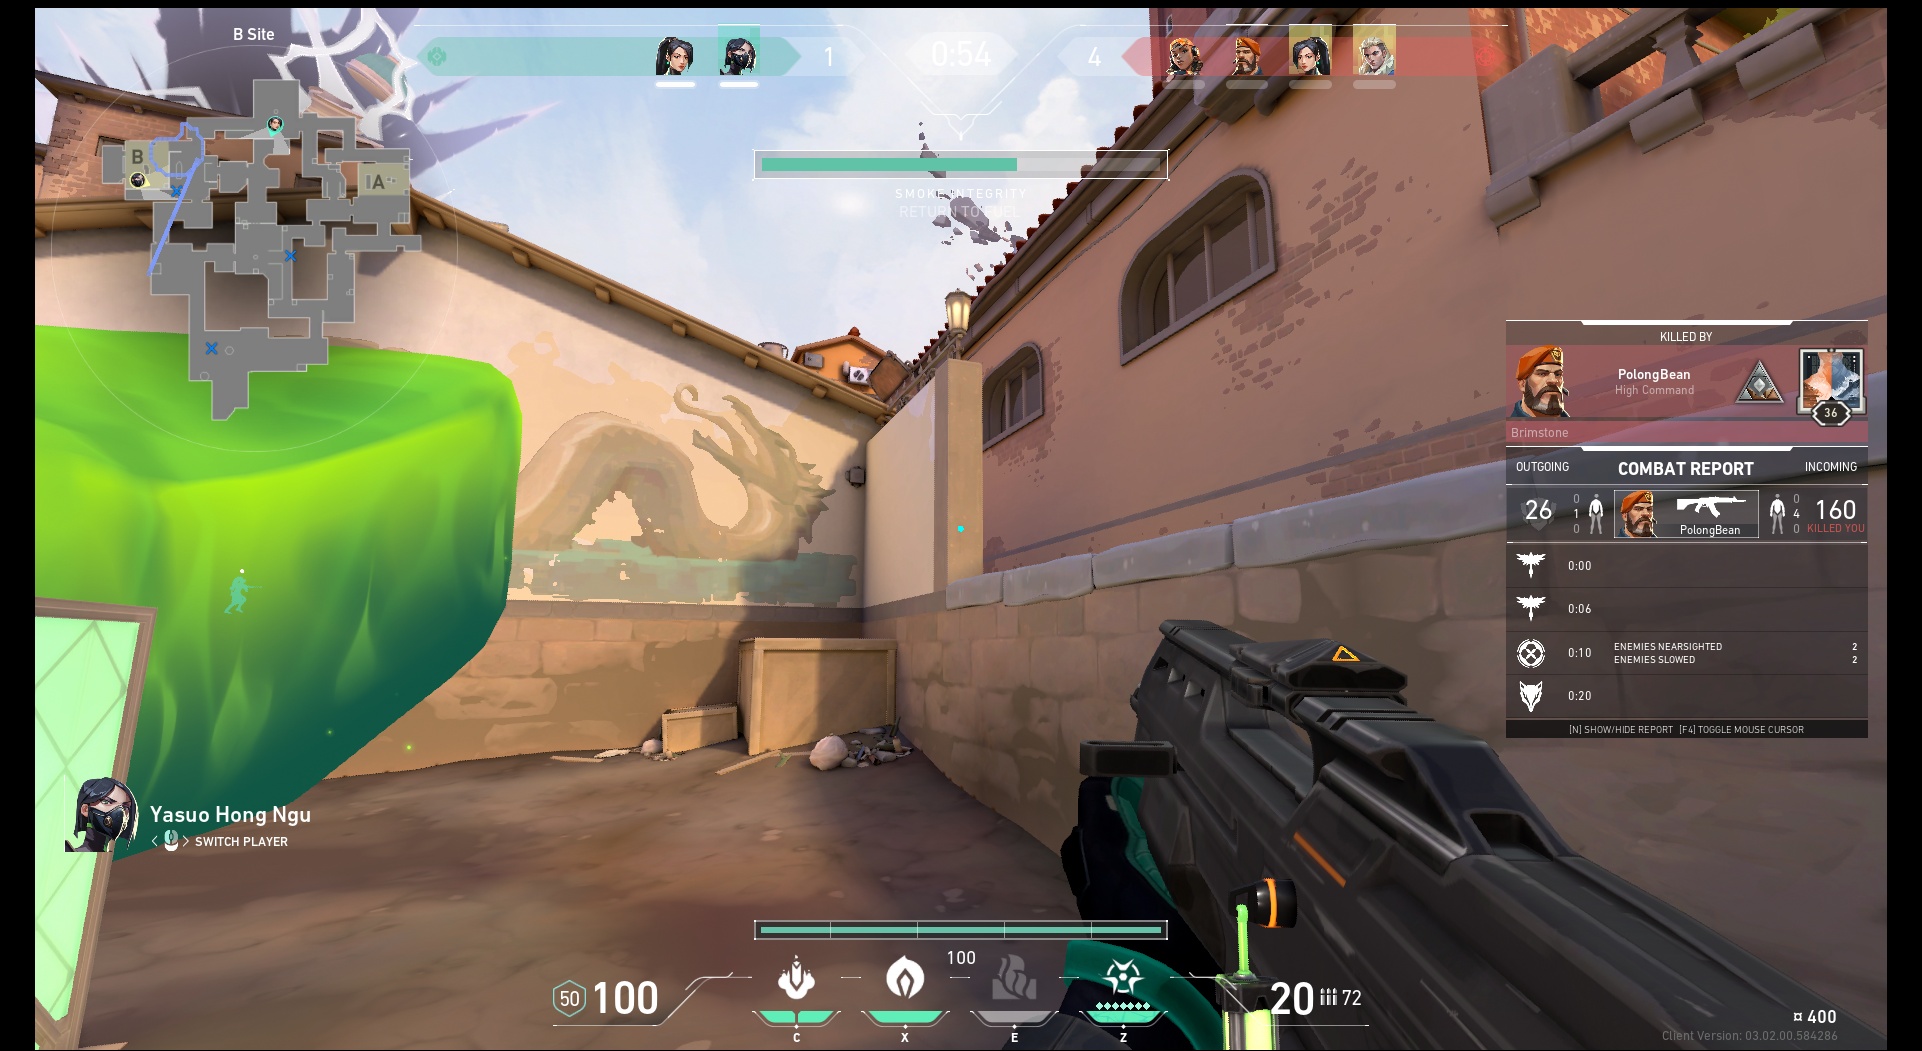 B Site
1
0:54
4
SMOKE INTEGRITY
RETURN TO FUEL
B
A
KILLED BY
PolongBean
High Command
36
Brimstone
OUTGOING
COMBAT REPORT
INCOMING
26
0
1
0
PolongBean
0
4
0
160
KILLED YOU
0:00
0:06
0:10
ENEMIES NEARSIGHTED 2
ENEMIES SLOWED 2
0:20
[N] SHOW/HIDE REPORT [F4] TOGGLE MOUSE CURSOR
Yasuo Hong Ngu
< > SWITCH PLAYER
100
50
100
C
X
E
Z
20
72
¤ 400
Client Version: 03.02.00.584286